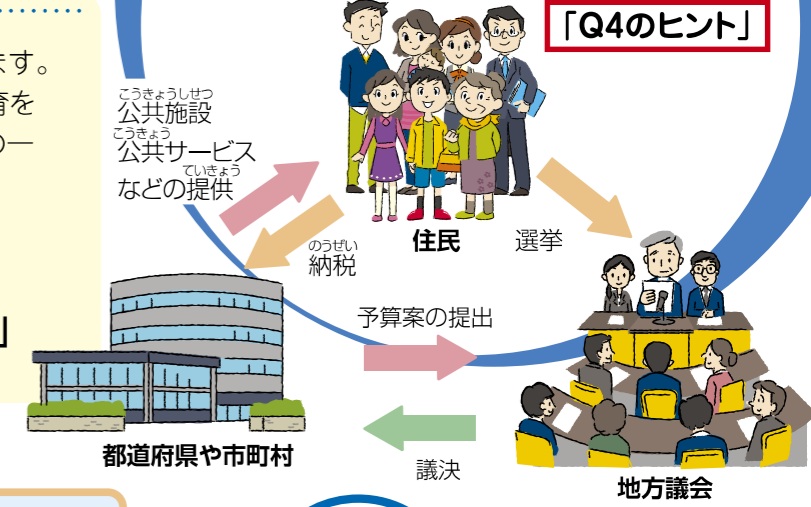 「Q4のヒント」
ます。
育を
の一
」
こうきょうしせつ
公共施設
こうきょう
公共サービス
ていきょう
などの提供
のうぜい
納税
住民
選挙
予算案の提出
都道府県や市町村
議決
地方議会